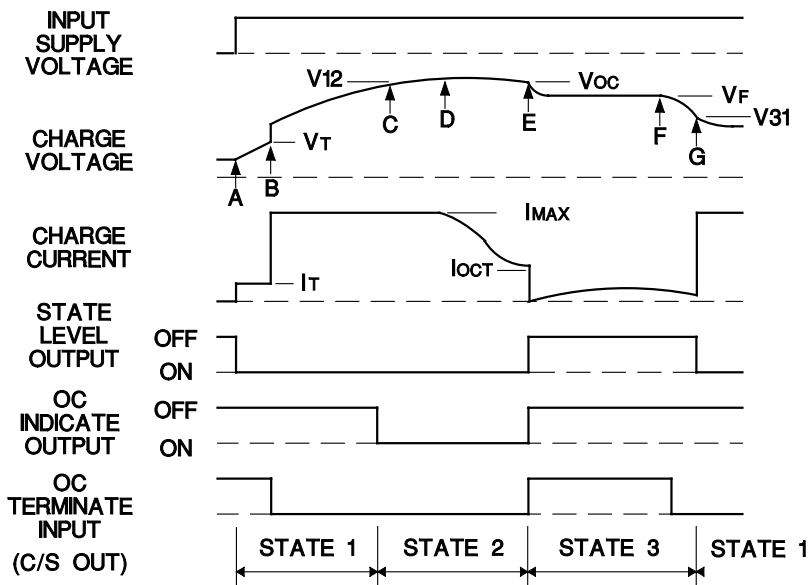 INPUT
SUPPLY
VOLTAGE
V12
VOC
VF
V31
CHARGE
VOLTAGE
VT
A
B
C
D
E
F
G
CHARGE
CURRENT
IMAX
IOCT
IT
STATE
LEVEL
OUTPUT
OFF
ON
OC
INDICATE
OUTPUT
OFF
ON
OC
TERMINATE
INPUT
(C/S OUT)
STATE 1
STATE 2
STATE 3
STATE 1